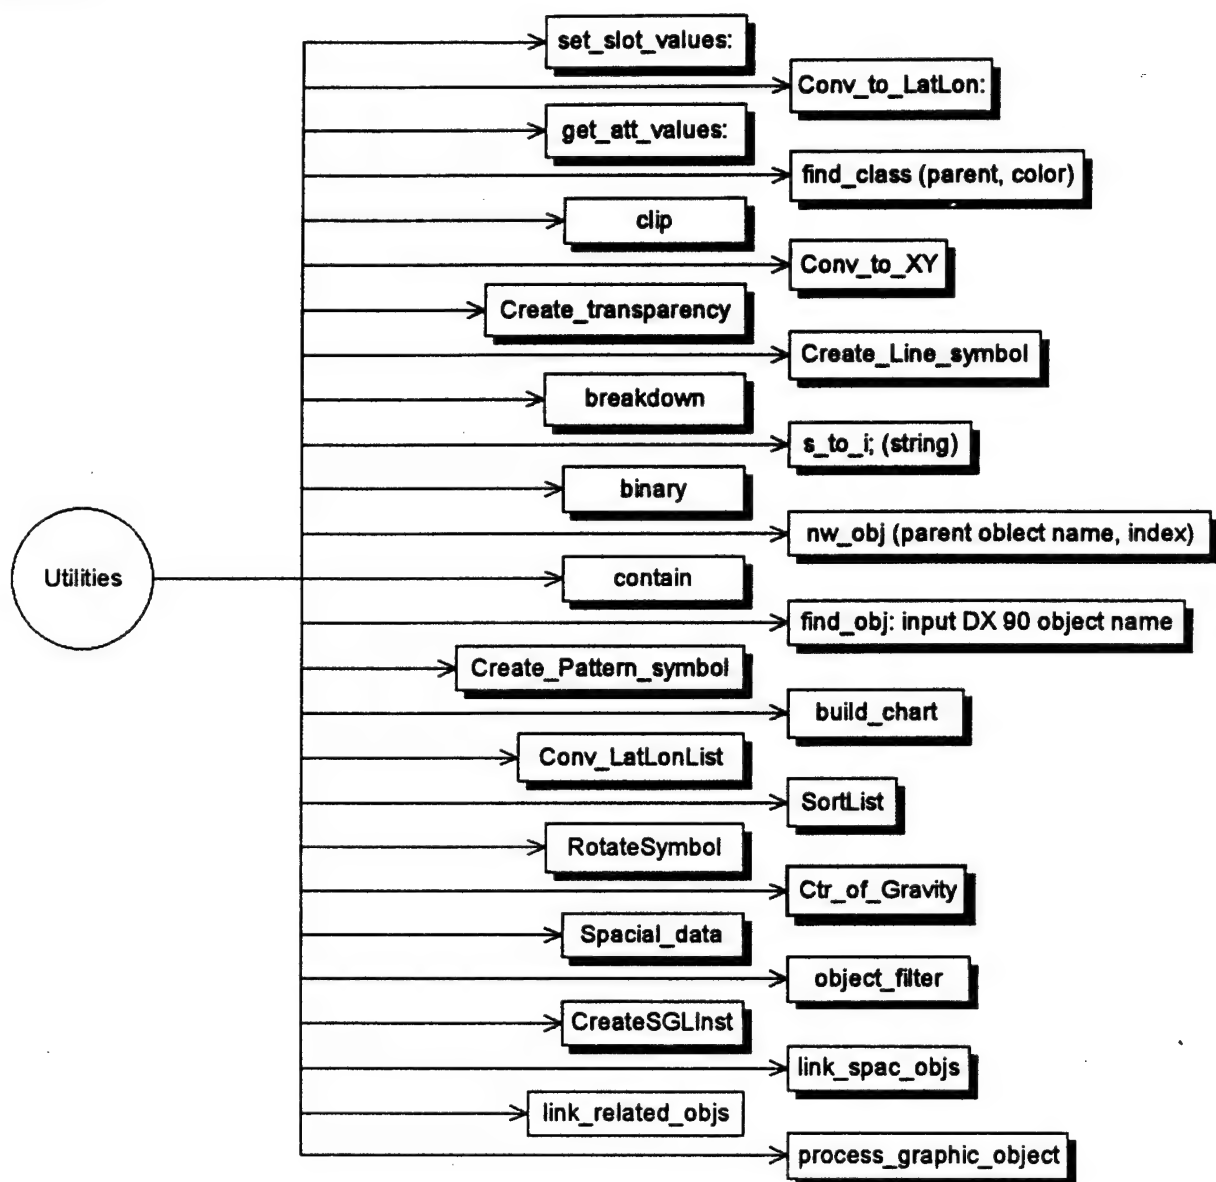 set_slot_values:
Conv_to_LatLon:
get_att_values:
find_class (parent, color)
clip
Conv_to_XY
Create_transparency
Create_Line_symbol
breakdown
s_to_i; (string)
binary
nw_obj (parent oblect name, index)
Utilities
contain
find_obj: input DX 90 object name
Create_Pattern_symbol
build_chart
Conv_LatLonList
SortList
RotateSymbol
Ctr_of_Gravity
Spacial_data
object_filter
CreateSGLInst
link_spac_objs
link_related_objs
process_graphic_object